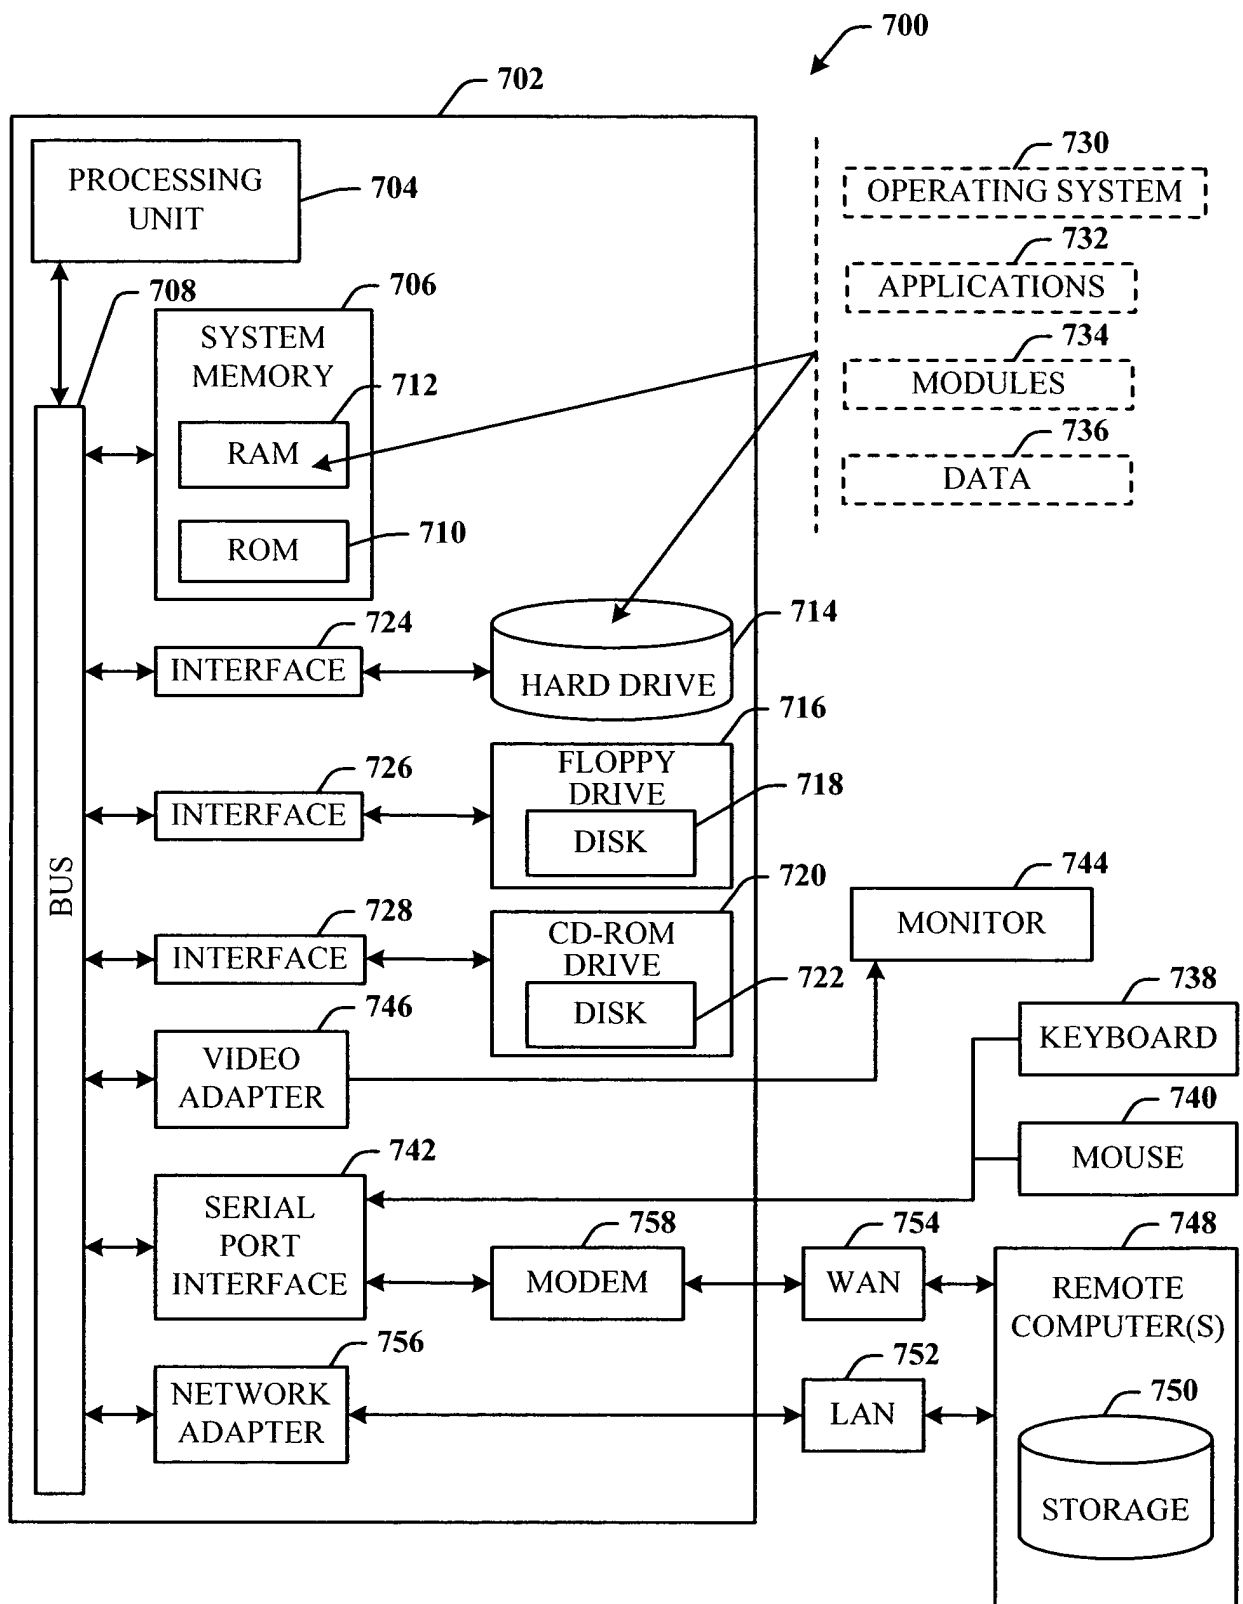 700
702
PROCESSING
UNIT
704
730
OPERATING SYSTEM
732
APPLICATIONS
734
MODULES
736
DATA
708
706
SYSTEM
MEMORY
712
RAM
710
ROM
724
INTERFACE
714
HARD DRIVE
716
FLOPPY
DRIVE
718
DISK
726
INTERFACE
BUS
720
CD-ROM
DRIVE
722
DISK
728
INTERFACE
744
MONITOR
746
VIDEO
ADAPTER
738
KEYBOARD
740
MOUSE
742
SERIAL
PORT
INTERFACE
758
MODEM
754
WAN
748
REMOTE
COMPUTER(S)
756
NETWORK
ADAPTER
752
LAN
750
STORAGE